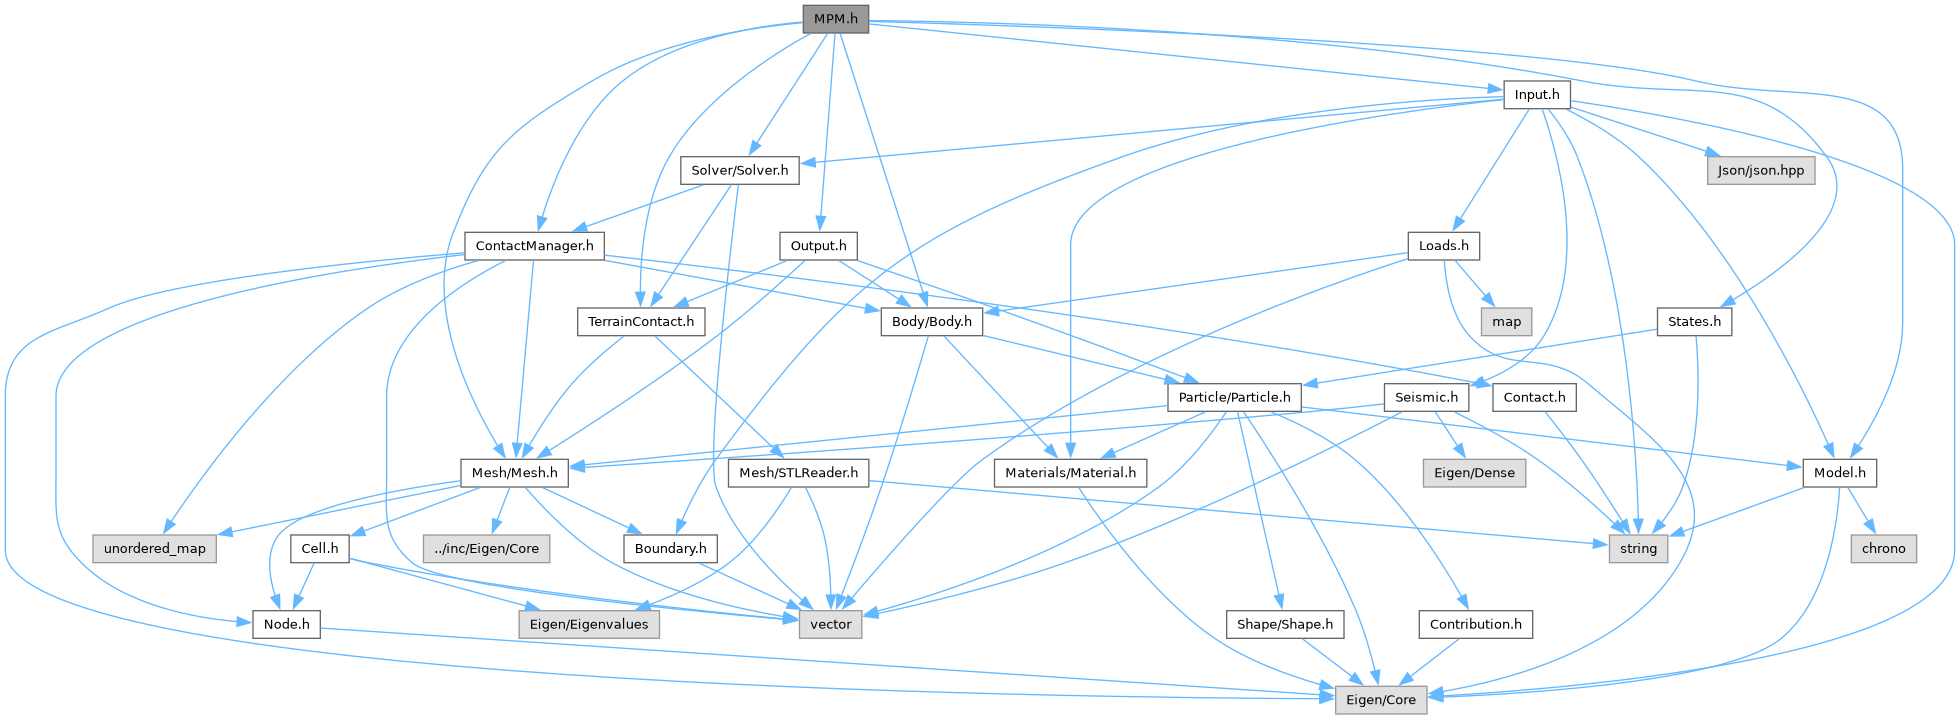 MPM.h
Input.h
Solver/Solver.h
Json/json.hpp
ContactManager.h
Output.h
Loads.h
TerrainContact.h
Body/Body.h
map
States.h
Particle/Particle.h
Seismic.h
Contact.h
Mesh/Mesh.h
Mesh/STLReader.h
Materials/Material.h
Eigen/Dense
Model.h
unordered_map
Cell.h
../inc/Eigen/Core
Boundary.h
string
chrono
Node.h
Eigen/Eigenvalues
vector
Shape/Shape.h
Contribution.h
Eigen/Core